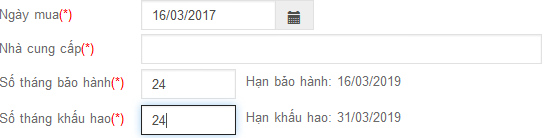 Ngày mua(*) 16/03/2017
Nhà cung cấp(*)
Số tháng bảo hành(*) 24 Hạn bảo hành: 16/03/2019
Số tháng khấu hao(*) 24 Hạn khấu hao: 31/03/2019